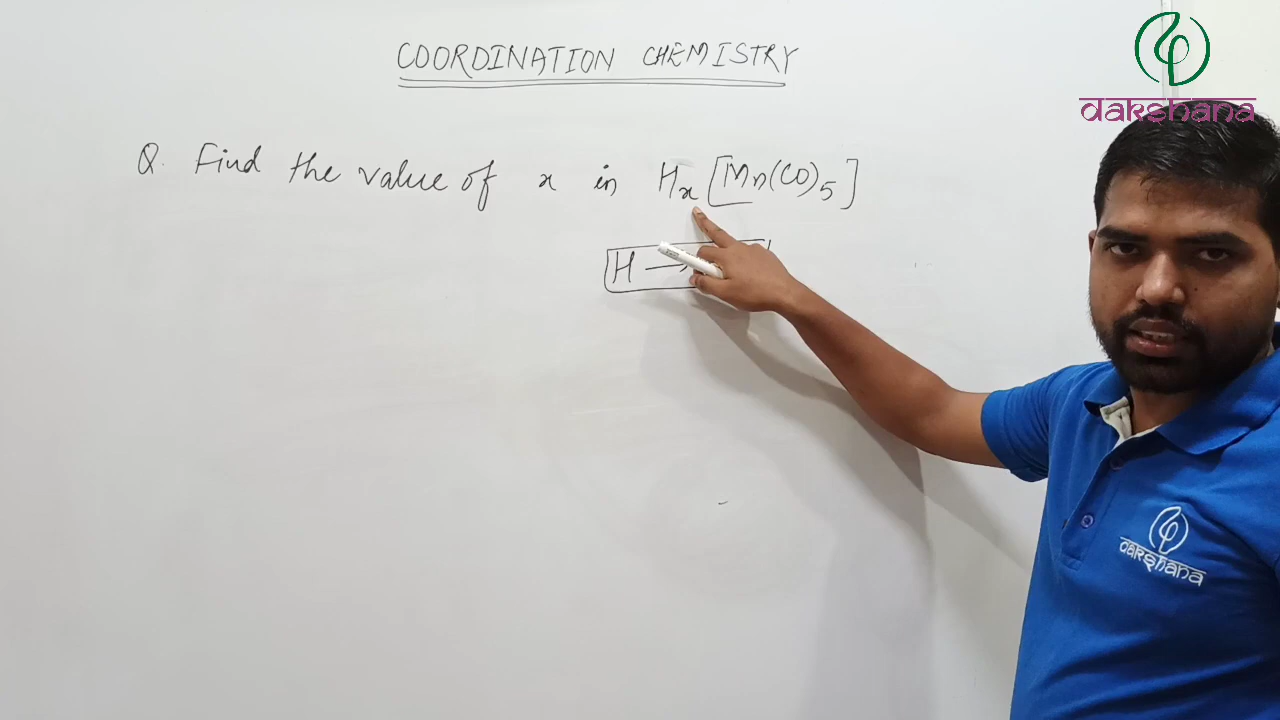 COORDINATION CHEMISTRY
dakshana
Q. Find the value of x in Hx[Mn(CO)5]
H →
dakshana